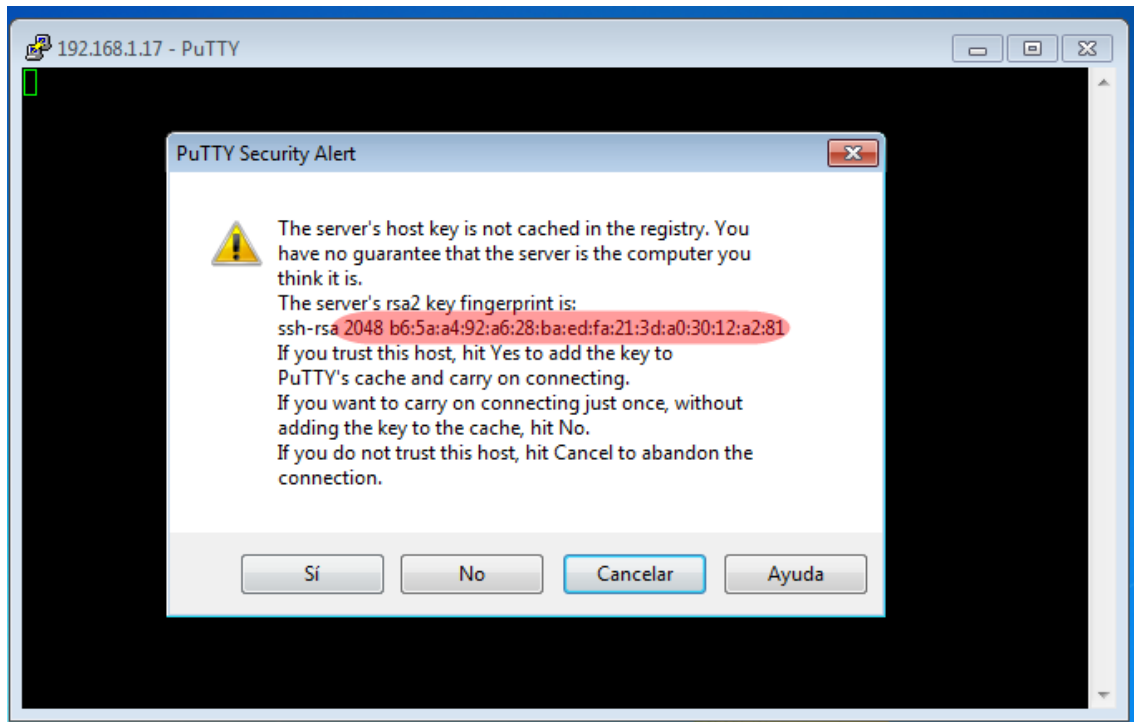 192.168.1.17 - PuTTY
PuTTY Security Alert
The server's host key is not cached in the registry. You
have no guarantee that the server is the computer you
think it is.
The server's rsa2 key fingerprint is:
ssh-rsa 2048 b6:5a:a4:92:a6:28:ba:ed:fa:21:3d:a0:30:12:a2:81
If you trust this host, hit Yes to add the key to
PuTTY's cache and carry on connecting.
If you want to carry on connecting just once, without
adding the key to the cache, hit No.
If you do not trust this host, hit Cancel to abandon the
connection.
Sí No Cancelar Ayuda